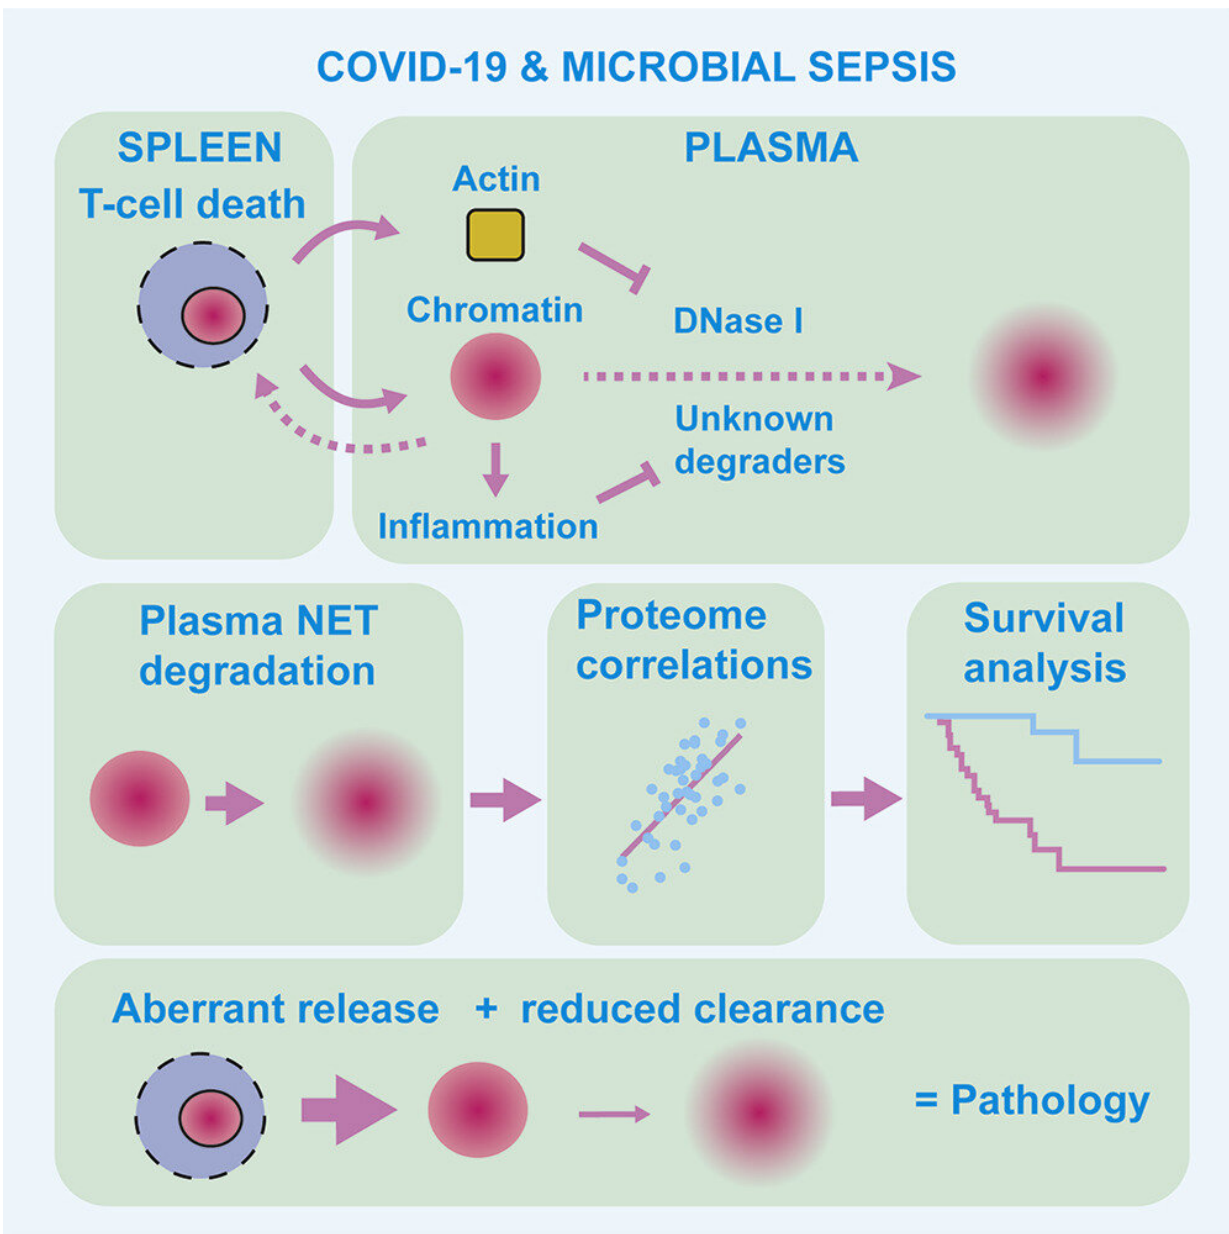 COVID-19 & MICROBIAL SEPSIS
SPLEEN
T-cell death
PLASMA
Actin
Chromatin
DNase I
Unknown
degraders
Inflammation
Plasma NET
degradation
Proteome
correlations
Survival
analysis
Aberrant release + reduced clearance
= Pathology